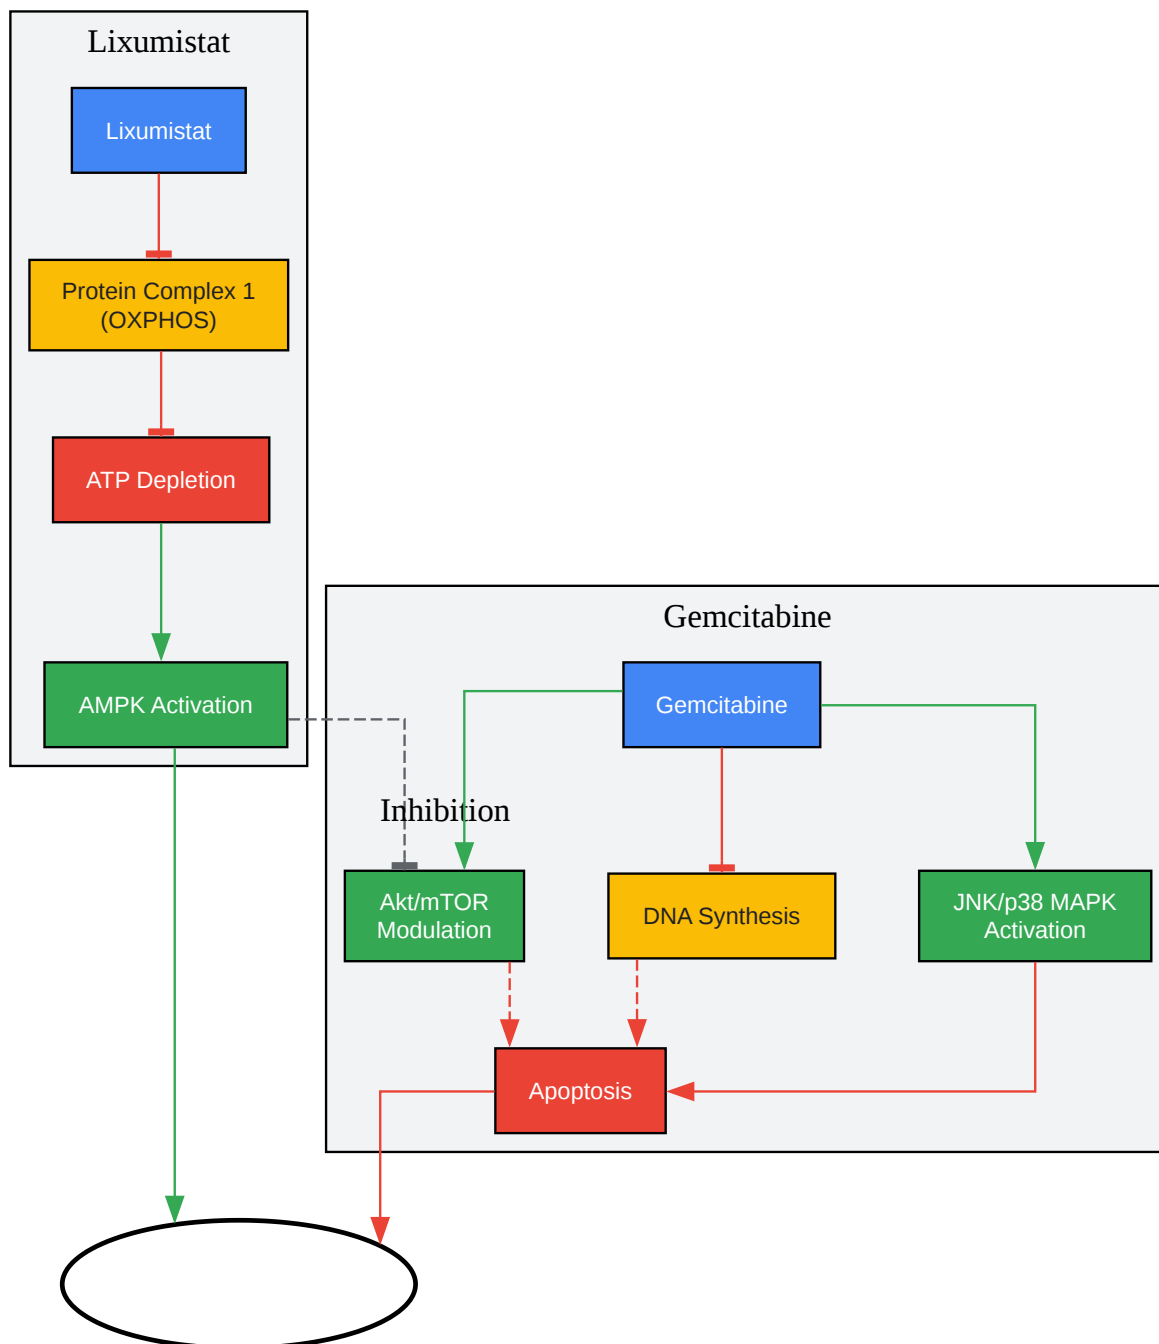 Lixumistat
Lixumistat
Protein Complex 1
(OXPHOS)
ATP Depletion
AMPK Activation
Gemcitabine
Gemcitabine
Inhibition
Akt/mTOR
Modulation
DNA Synthesis
JNK/p38 MAPK
Activation
Apoptosis